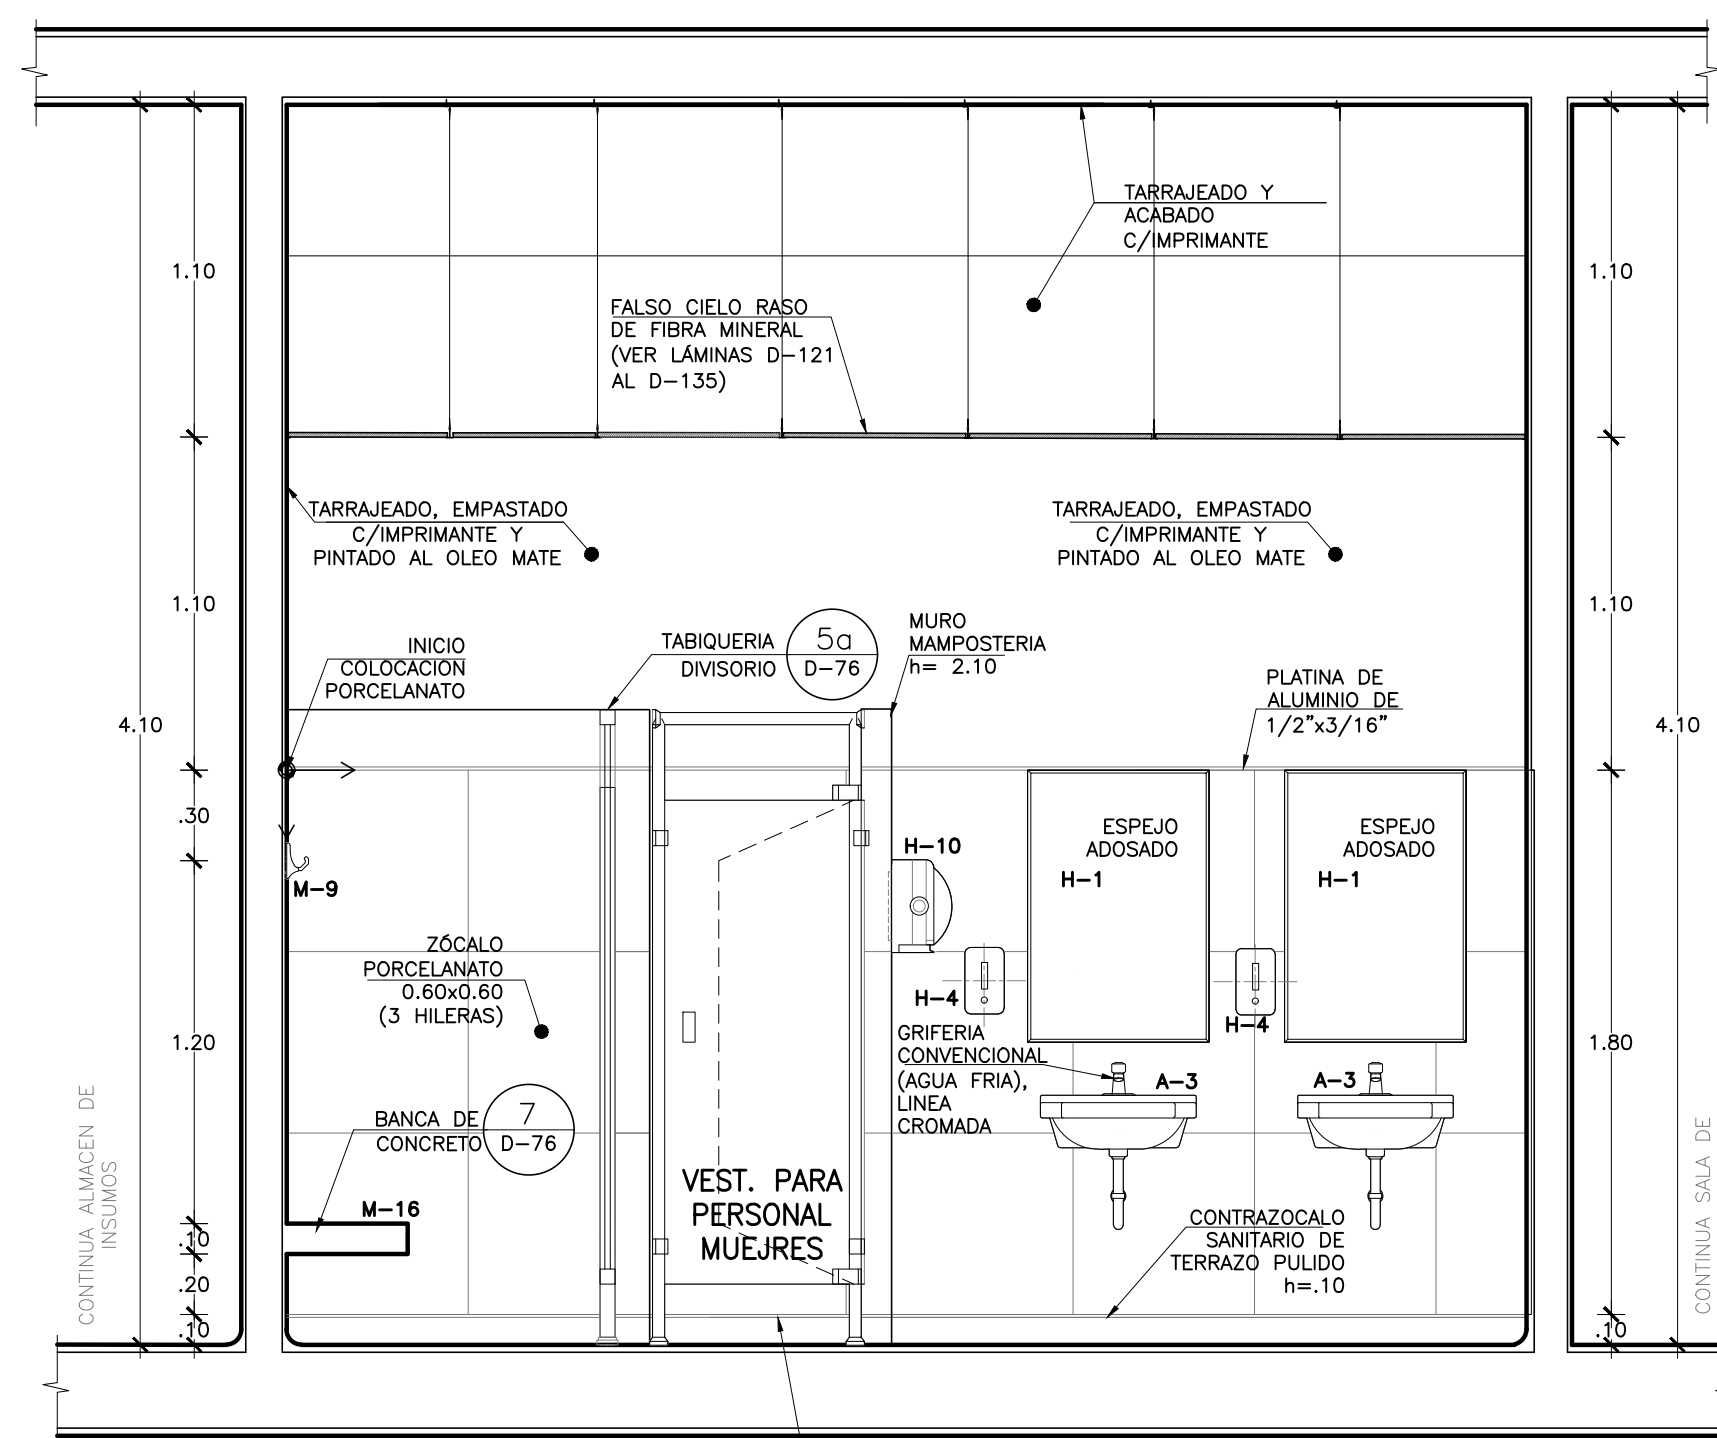 TARRAJEADO Y
ACABADO
C/IMPRIMANTE
1.10
1.10
FALSO CIELO RASO
DE FIBRA MINERAL
(VER LÁMINAS D-121
AL D-135)
TARRAJEADO, EMPASTADO
C/IMPRIMANTE Y
PINTADO AL OLEO MATE
TARRAJEADO, EMPASTADO
C/IMPRIMANTE Y
PINTADO AL OLEO MATE
1.10
1.10
INICIO
COLOCACION
PORCELANATO
TABIQUERIA
DIVISORIO
5a
D-76
MURO
MAMPOSTERIA
h= 2.10
PLATINA DE
ALUMINIO DE
1/2"x3/16"
4.10
4.10
.30
M-9
H-10
ESPEJO
ADOSADO
H-1
ESPEJO
ADOSADO
H-1
ZÓCALO
PORCELANATO
0.60x0.60
(3 HILERAS)
H-4
H-4
1.20
1.80
GRIFERIA
CONVENCIONAL
(AGUA FRIA),
LINEA
CROMADA
A-3
A-3
BANCA DE
CONCRETO
7
D-76
VEST. PARA
PERSONAL
MUEJRES
M-16
CONTRAZOCALO
SANITARIO DE
TERRAZO PULIDO
h=.10
.10
.20
.10
.10
CONTINUA ALMACEN DE
INSUMOS
CONTINUA SALA DE